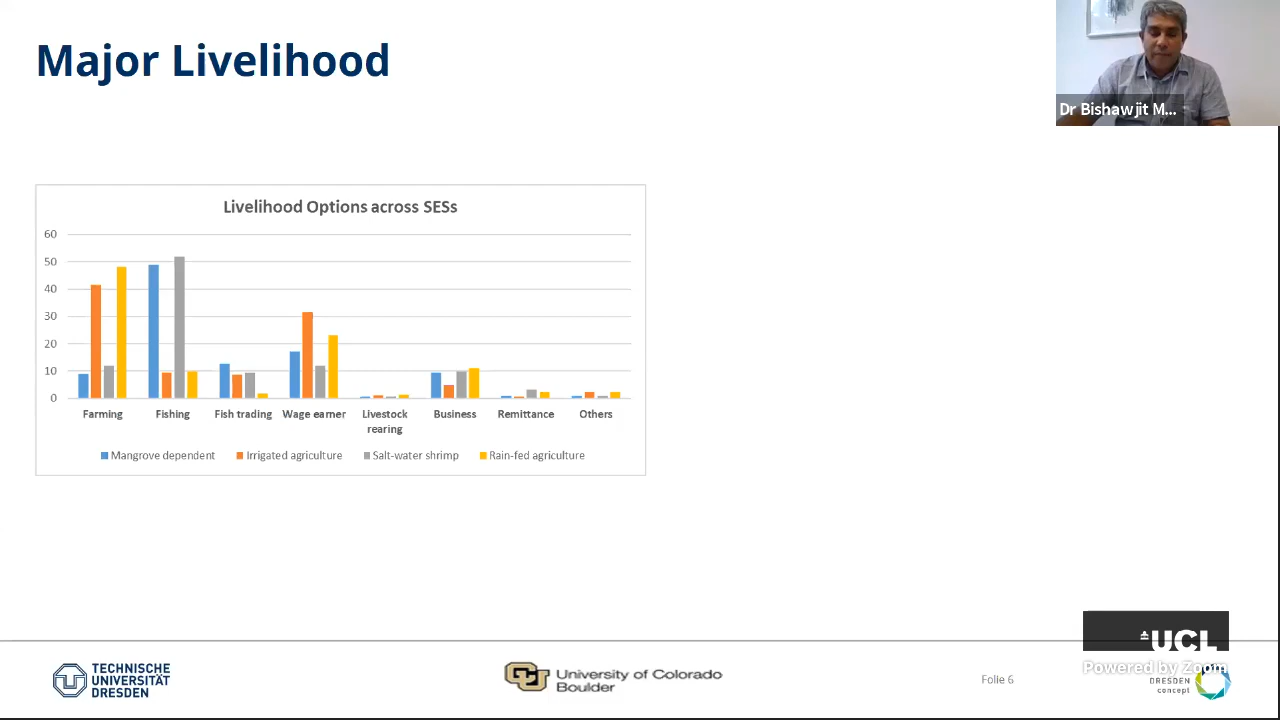 Major Livelihood
Dr Bishawjit M...
Livelihood Options across SESs
60
50
40
30
20
10
0
Farming
Fishing
Fish trading
Wage earner
Livestock
rearing
Business
Remittance
Others
Mangrove dependent
Irrigated agriculture
Salt-water shrimp
Rain-fed agriculture
TECHNISCHE
UNIVERSITÄT
DRESDEN
CU
University of Colorado
Boulder
Folie 6
UCL
Powered by Zoom
DRESDEN
concept